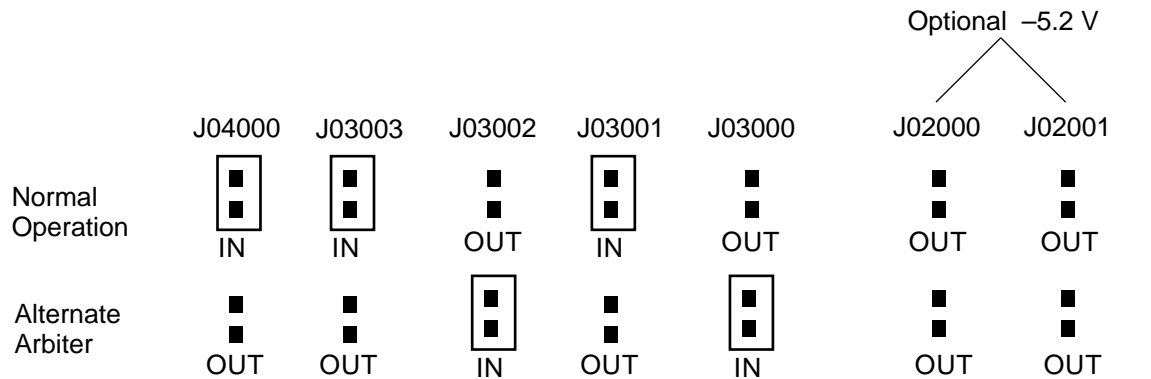 Optional –5.2 V
J04000 J03003 J03002 J03001 J03000 J02000 J02001
Normal
Operation
IN IN OUT IN OUT OUT OUT
Alternate
Arbiter
OUT OUT IN OUT IN OUT OUT